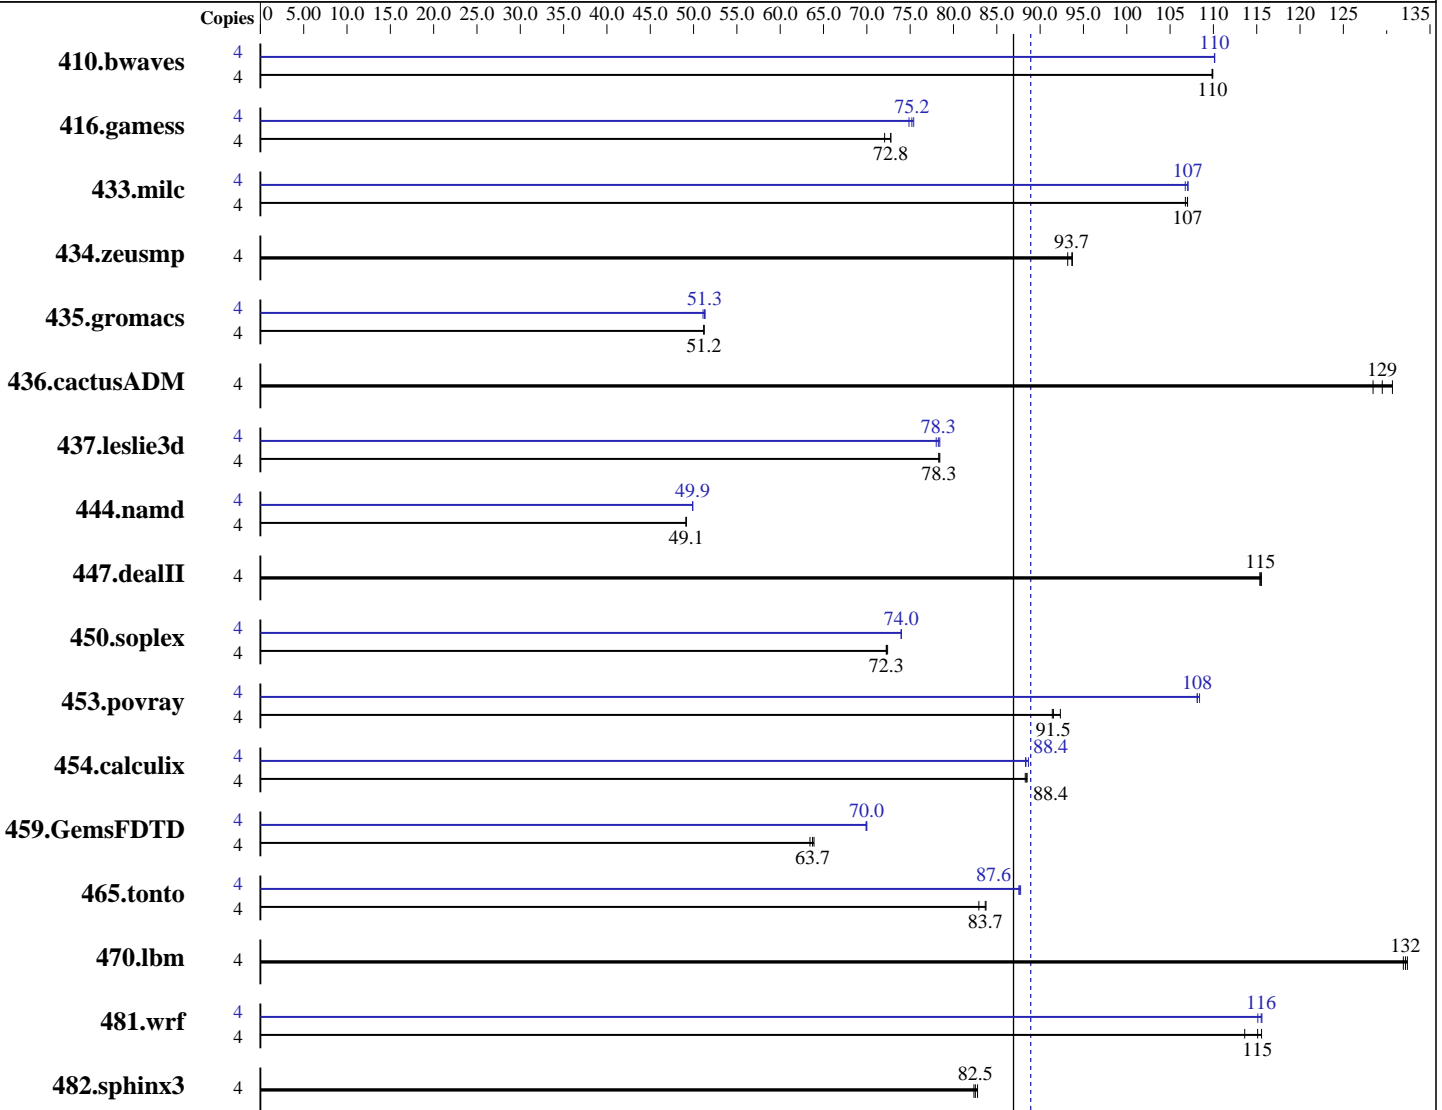 Copies 0 5.00 10.0 15.0 20.0 25.0 30.0 35.0 40.0 45.0 50.0 55.0 60.0 65.0 70.0 75.0 80.0 85.0 90.0 95.0 100 105 110 115 120 125 135
410.bwaves 4 110
4 110
416.gamess 4 75.2
4 72.8
433.milc 4 107
4 107
434.zeusmp 4 93.7
435.gromacs 4 51.3
4 51.2
436.cactusADM 4 129
437.leslie3d 4 78.3
4 78.3
444.namd 4 49.9
4 49.1
447.dealII 4 115
450.soplex 4 74.0
4 72.3
453.povray 4 108
4 91.5
454.calculix 4 88.4
4 88.4
459.GemsFDTD 4 70.0
4 63.7
465.tonto 4 87.6
4 83.7
470.lbm 4 132
481.wrf 4 116
4 115
482.sphinx3 4 82.5